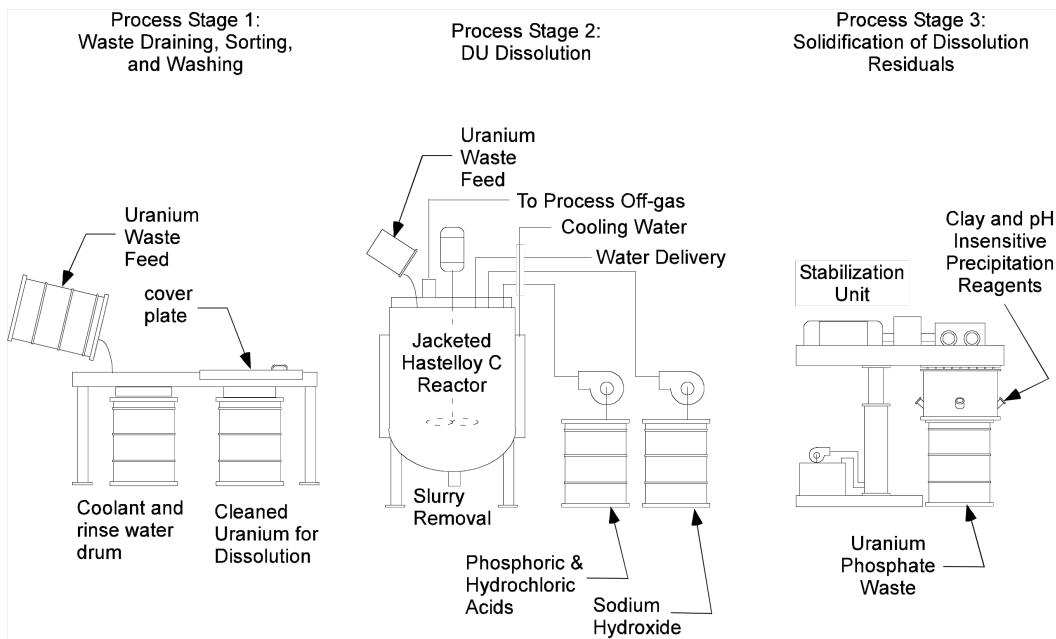 Process Stage 1:
Waste Draining, Sorting,
and Washing
Process Stage 2:
DU Dissolution
Process Stage 3:
Solidification of Dissolution
Residuals
Uranium
Waste
Feed
cover
plate
Coolant and
rinse water
drum
Cleaned
Uranium for
Dissolution
Uranium
Waste
Feed
To Process Off-gas
Cooling Water
Water Delivery
Jacketed
Hastelloy C
Reactor
Slurry
Removal
Phosphoric &
Hydrochloric
Acids
Sodium
Hydroxide
Stabilization
Unit
Clay and pH
Insensitive
Precipitation
Reagents
Uranium
Phosphate
Waste